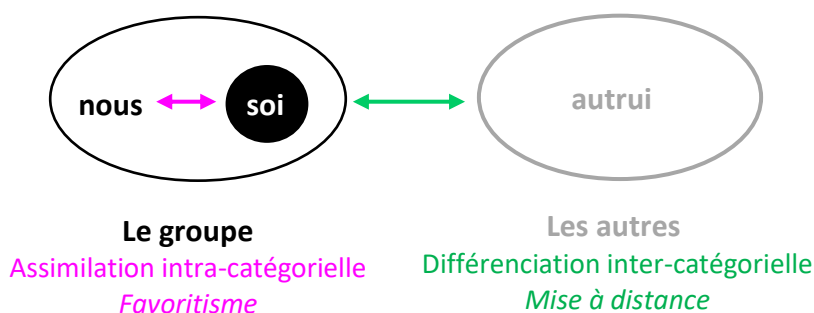 nous
soi
autrui
Le groupe
Assimilation intra-catégorielle
Favoritisme
Les autres
Différenciation inter-catégorielle
Mise à distance